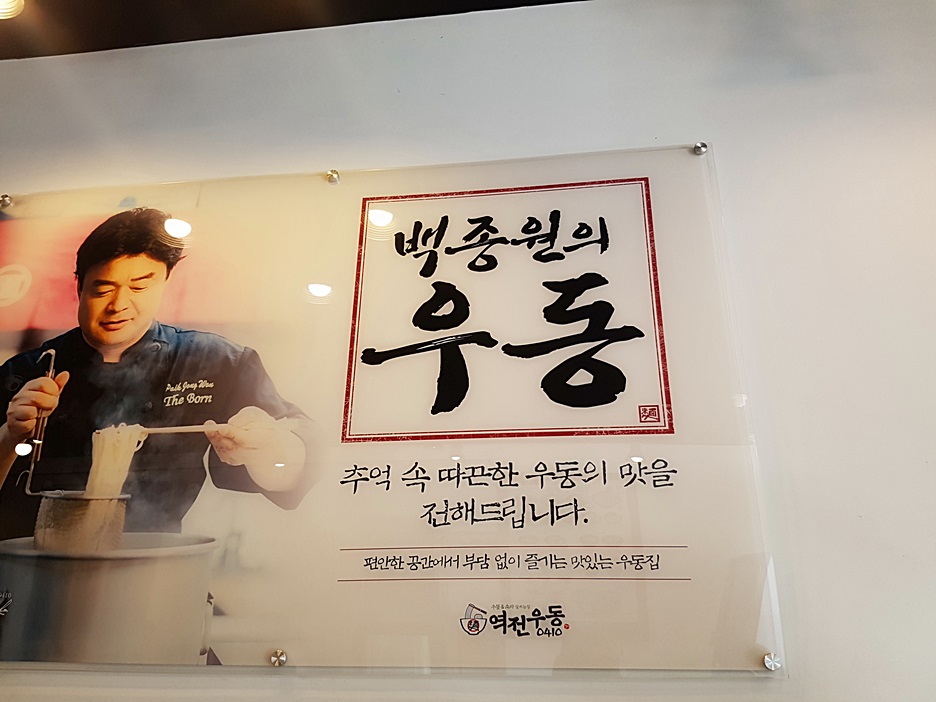 백종원의
우동
Paik Jong Won
The Born
추억 속 따끈한 우동의 맛을
전해드립니다.
편안한 공간에서 부담 없이 즐기는 맛있는 우동집
역전우동
0410